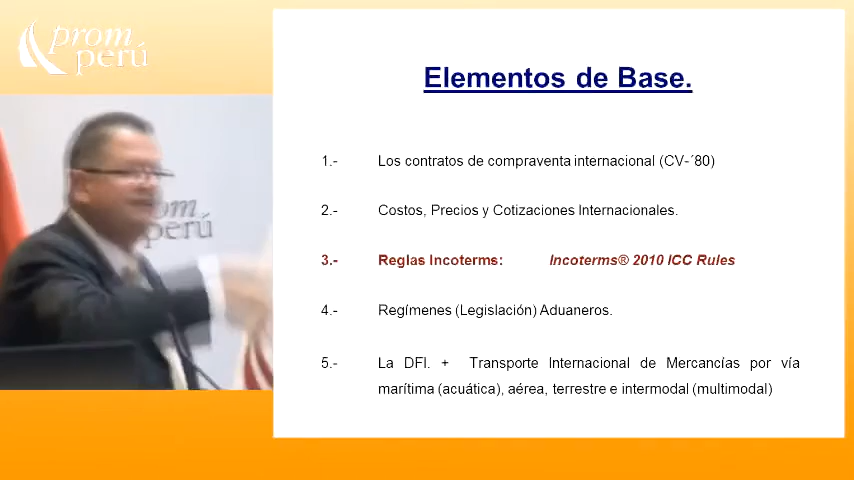 prom
perú
Elementos de Base.
1.- Los contratos de compraventa internacional (CV-´80)
2.- Costos, Precios y Cotizaciones Internacionales.
3.- Reglas Incoterms: Incoterms® 2010 ICC Rules
4.- Regímenes (Legislación) Aduaneros.
5.- La DFI. + Transporte Internacional de Mercancías por vía
marítima (acuática), aérea, terrestre e intermodal (multimodal)
om
perú